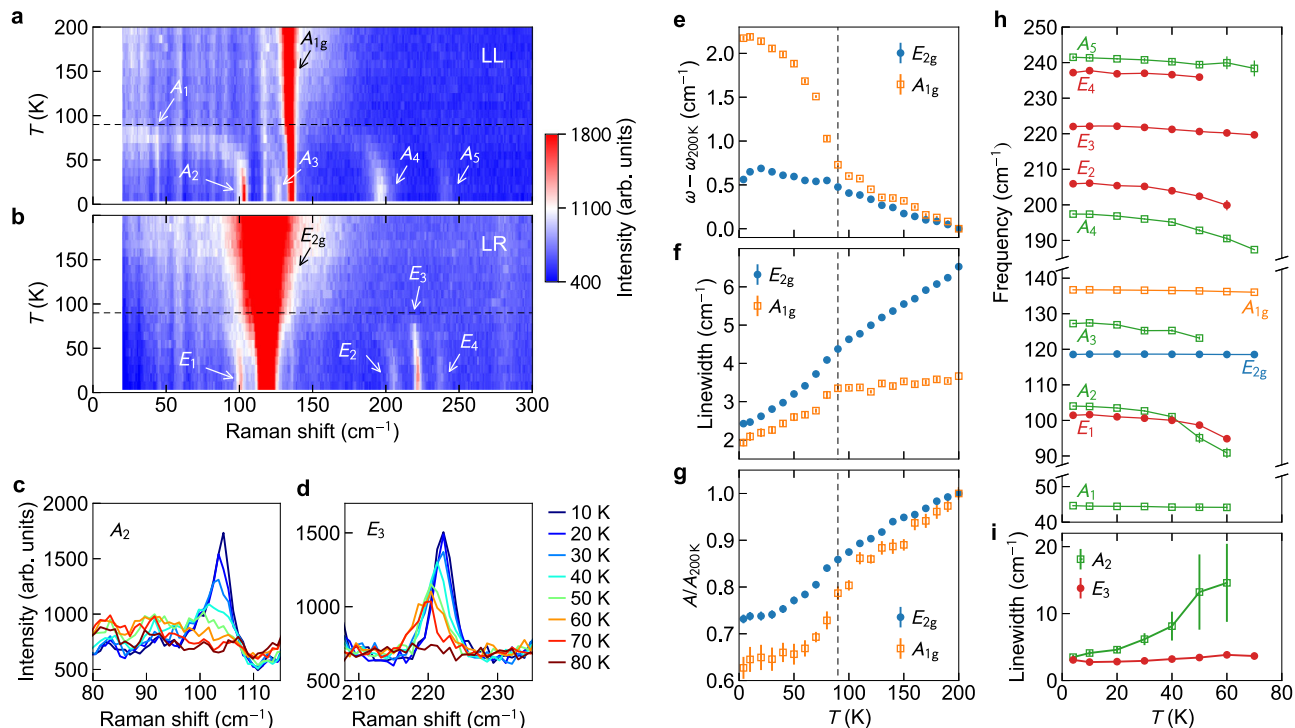 a
LL
A1g
A1
A2
A3
A4
A5
T (K)
200
150
100
50
0
b
LR
E2g
E3
E1
E2
E4
T (K)
150
100
50
0
0 50 100 150 200 250 300
Raman shift (cm−1)
1800
1100
400
Intensity (arb. units)
c
A2
Intensity (arb. units)
2000
1500
1000
500
80 90 100 110
Raman shift (cm−1)
d
E3
1500
1000
500
210 220 230
Raman shift (cm−1)
10 K
20 K
30 K
40 K
50 K
60 K
70 K
80 K
e
E2g
A1g
ω − ω200K (cm−1)
2.0
1.5
1.0
0.5
0.0
f
E2g
A1g
Linewidth (cm−1)
6
5
4
3
2
g
E2g
A1g
A/A200K
1.0
0.9
0.8
0.7
0.6
0 50 100 150 200
T (K)
h
Frequency (cm−1)
250
240
230
220
210
200
190
140
130
120
110
100
90
50
40
A5
E4
E3
E2
A4
A1g
A3
E2g
A2
E1
A1
i
A2
E3
Linewidth (cm−1)
20
10
0
0 20 40 60 80
T (K)